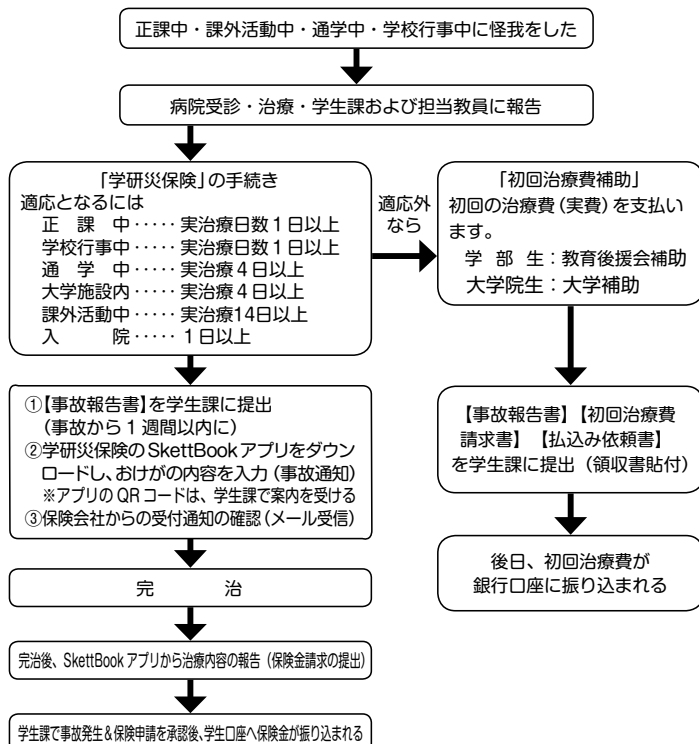 正課中・課外活動中・通学中・学校行事中に怪我をした
病院受診・治療・学生課および担当教員に報告
「学研災保険」の手続き
適応となるには
正　課　中・・・・・実治療日数１日以上
学校行事中・・・・・実治療日数１日以上
通　学　中・・・・・実治療４日以上
大学施設内・・・・・実治療４日以上
課外活動中・・・・・実治療14日以上
入　　　院・・・・・１日以上
適応外
なら
「初回治療費補助」
初回の治療費（実費）を支払い
ます。
学　部　生：教育後援会補助
大学院生：大学補助
①【事故報告書】を学生課に提出
（事故から１週間以内に）
②学研災保険のSkettBookアプリをダウン
ロードし、おけがの内容を入力（事故通知）
※アプリのQRコードは、学生課で案内を受ける
③保険会社からの受付通知の確認（メール受信）
【事故報告書】【初回治療費
請求書】【払込み依頼書】
を学生課に提出（領収書貼付）
完　　　治
後日、初回治療費が
銀行口座に振り込まれる
完治後、SkettBookアプリから治療内容の報告（保険金請求の提出）
学生課で事故発生＆保険申請を承認後、学生口座へ保険金が振り込まれる